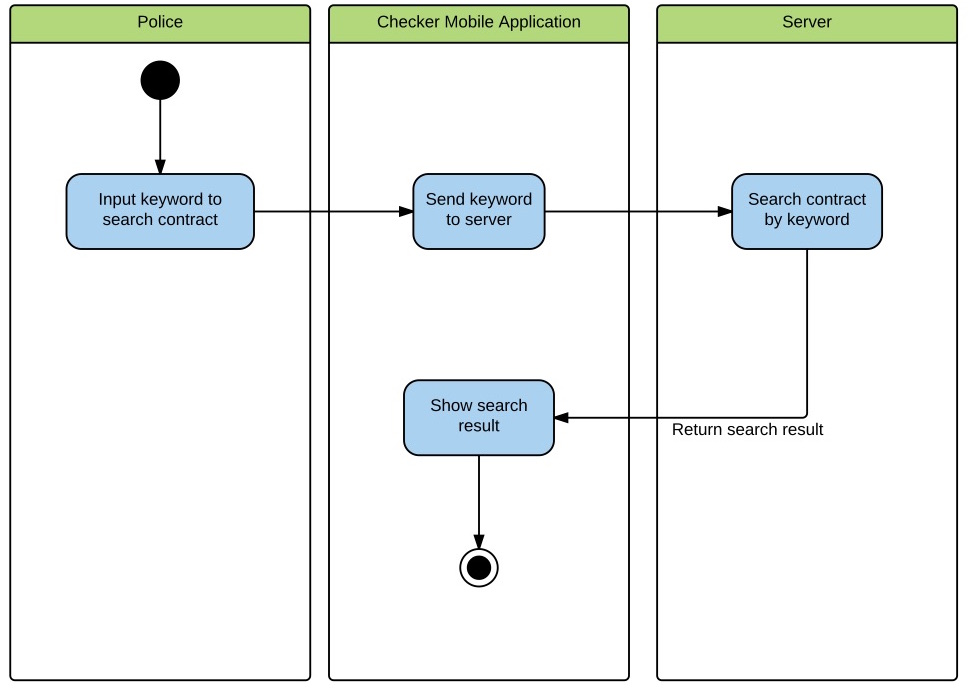 Police
Checker Mobile Application
Server
Input keyword to
search contract
Send keyword
to server
Search contract
by keyword
Show search
result
Return search result